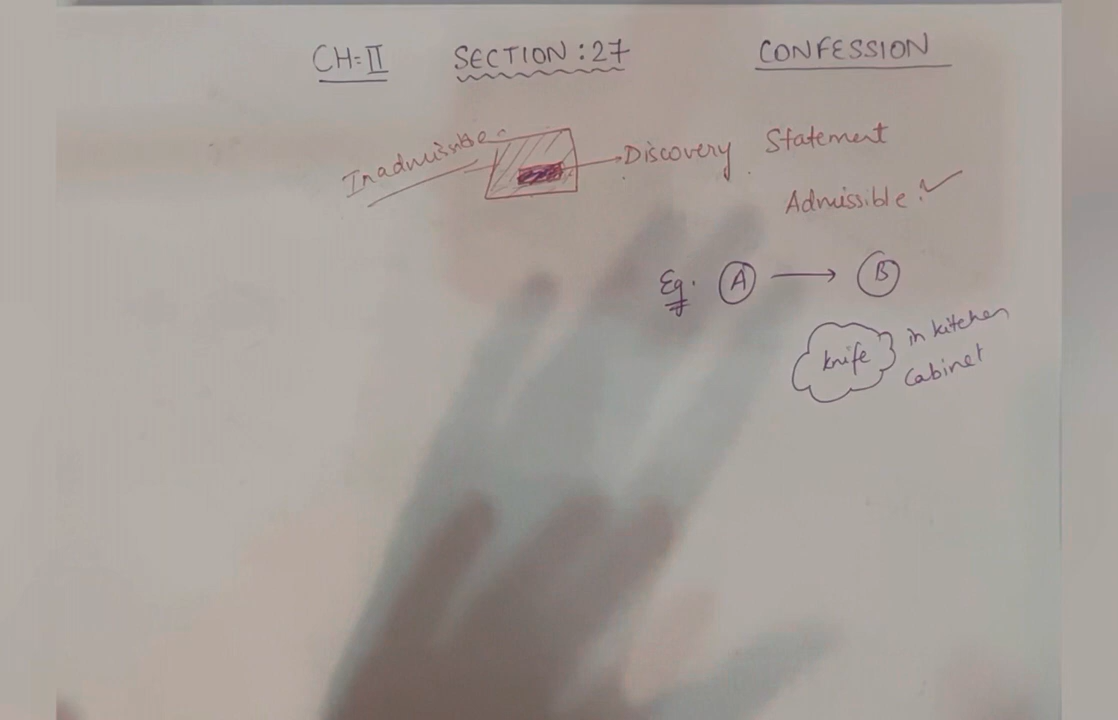 CH=II SECTION:27 CONFESSION
Inadmissible
Discovery Statement
Admissible ✓
Eg. A → B
knife in kitchen
cabinet